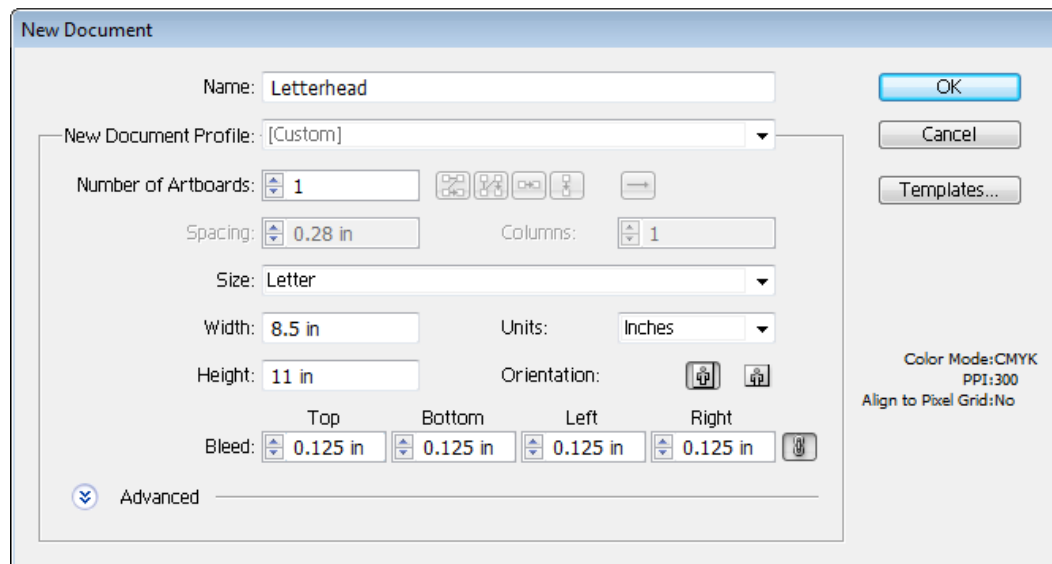 New Document
Name: Letterhead
OK
New Document Profile: [Custom]
Cancel
Number of Artboards: 1
Templates...
Spacing: 0.28 in Columns: 1
Size: Letter
Width: 8.5 in Units: Inches
Height: 11 in Orientation:
Color Mode:CMYK
PPI:300
Align to Pixel Grid:No
Top Bottom Left Right
Bleed: 0.125 in 0.125 in 0.125 in 0.125 in
Advanced